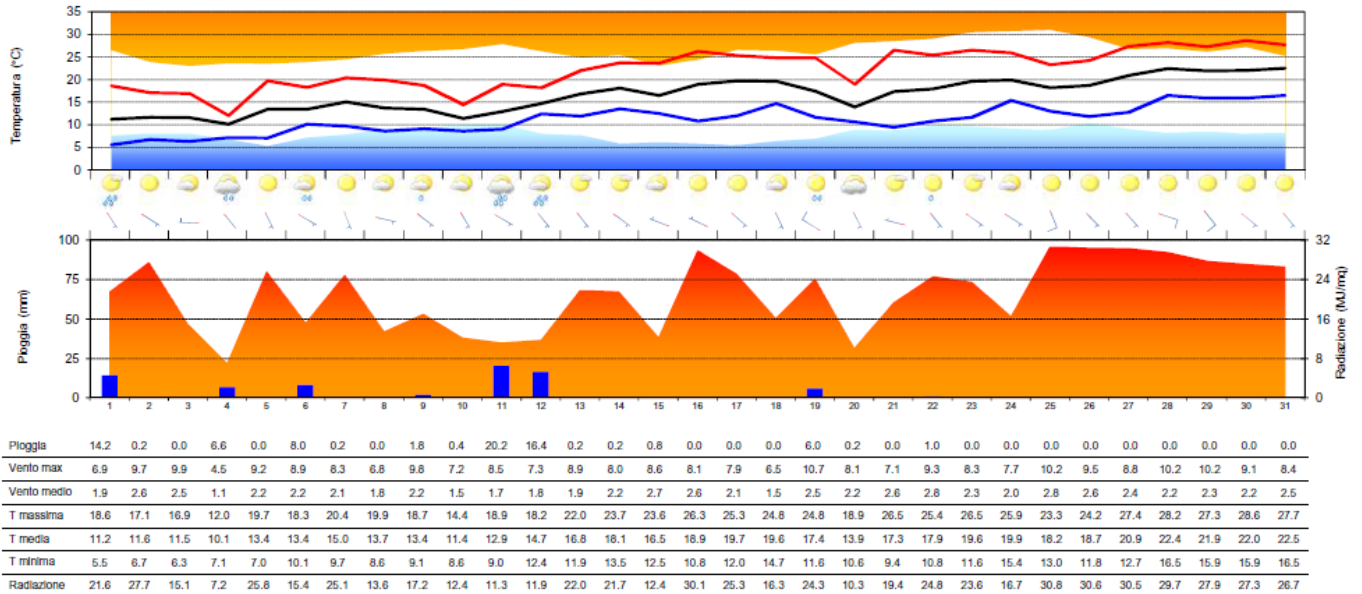 Temperatura (°C)
35
30
25
20
15
10
5
0
Pioggia (mm)
100
75
50
25
0
32
24
16
8
0
Radiazione (MJ/mq)
1 2 3 4 5 6 7 8 9 10 11 12 13 14 15 16 17 18 19 20 21 22 23 24 25 26 27 28 29 30 31
Pioggia 14.2 0.2 0.0 6.6 0.0 8.0 0.2 0.0 1.8 0.4 20.2 16.4 0.2 0.2 0.8 0.0 0.0 0.0 6.0 0.2 0.0 1.0 0.0 0.0 0.0 0.0 0.0 0.0 0.0 0.0 0.0
Vento max 6.9 9.7 9.9 4.5 9.2 8.9 8.3 6.8 9.8 7.2 8.5 7.3 8.9 8.0 8.6 8.1 7.9 6.5 10.7 8.1 7.1 9.3 8.3 7.7 10.2 9.5 8.8 10.2 10.2 9.1 8.4
Vento medio 1.9 2.6 2.5 1.1 2.2 2.2 2.1 1.8 2.2 1.5 1.7 1.8 1.9 2.2 2.7 2.6 2.1 1.5 2.5 2.2 2.6 2.8 2.3 2.0 2.8 2.6 2.4 2.2 2.3 2.2 2.5
T massima 18.6 17.1 16.9 12.0 19.7 18.3 20.4 19.9 18.7 14.4 18.9 18.2 22.0 23.7 23.6 26.3 25.3 24.8 24.8 18.9 26.5 25.4 26.5 25.9 23.3 24.2 27.4 28.2 27.3 28.6 27.7
T media 11.2 11.6 11.5 10.1 13.4 13.4 15.0 13.7 13.4 11.4 12.9 14.7 16.8 18.1 16.5 18.9 19.7 19.6 17.4 13.9 17.3 17.9 19.6 19.9 18.2 18.7 20.9 22.4 21.9 22.0 22.5
T minima 5.5 6.7 6.3 7.1 7.0 10.1 9.7 8.6 9.1 8.6 9.0 12.4 11.9 13.5 12.5 10.8 12.0 14.7 11.6 10.6 9.4 10.8 11.6 15.4 13.0 11.8 12.7 16.5 15.9 15.9 16.5
Radiazione 21.6 27.7 15.1 7.2 25.8 15.4 25.1 13.6 17.2 12.4 11.3 11.9 22.0 21.7 12.4 30.1 25.3 16.3 24.3 10.3 19.4 24.8 23.6 16.7 30.8 30.6 30.5 29.7 27.9 27.3 26.7